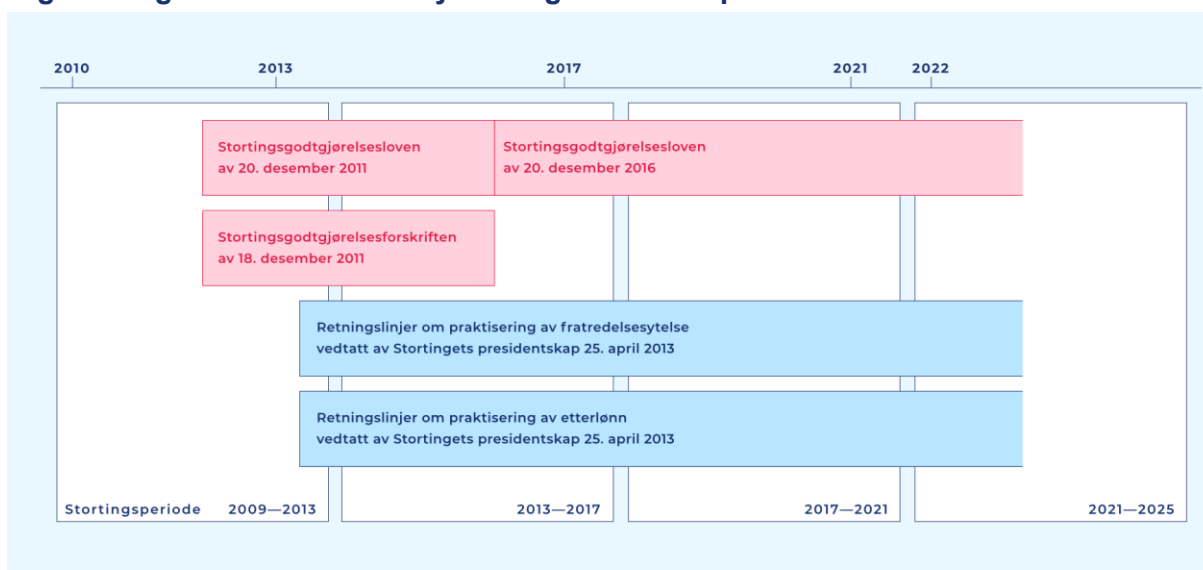 2010 2013 2017 2021 2022
Stortingsgodtgjørelsesloven
av 20. desember 2011
Stortingsgodtgjørelsesloven
av 20. desember 2016
Stortingsgodtgjørelsesforskriften
av 18. desember 2011
Retningslinjer om praktisering av fratredelsesytelse
vedtatt av Stortingets presidentskap 25. april 2013
Retningslinjer om praktisering av etterlønn
vedtatt av Stortingets presidentskap 25. april 2013
Stortingsperiode 2009—2013 2013—2017 2017—2021 2021—2025